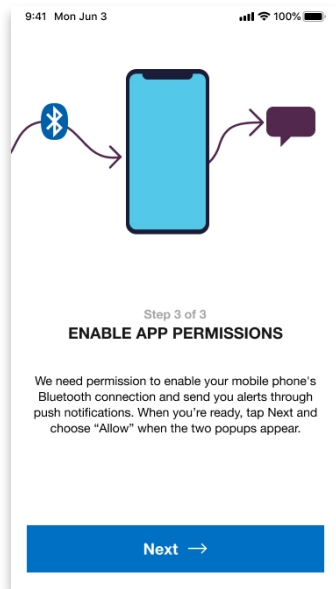 9:41 Mon Jun 3 100%
Step 3 of 3
ENABLE APP PERMISSIONS
We need permission to enable your mobile phone's
Bluetooth connection and send you alerts through
push notifications. When you’re ready, tap Next and
choose “Allow” when the two popups appear.
Next